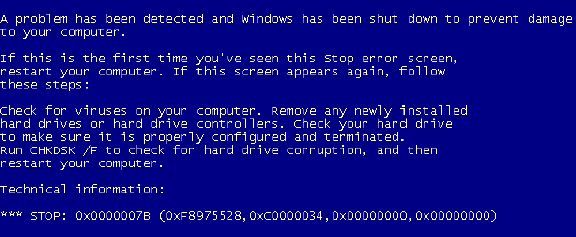 A problem has been detected and Windows has been shut down to prevent damage
to your computer.
If this is the first time you've seen this Stop error screen,
restart your computer. If this screen appears again, follow
these steps:
Check for viruses on your computer. Remove any newly installed
hard drives or hard drive controllers. Check your hard drive
to make sure it is properly configured and terminated.
Run CHKDSK /F to check for hard drive corruption, and then
restart your computer.
Technical information:
*** STOP: 0x0000007B (0xF8975528,0xC0000034,0x00000000,0x00000000)